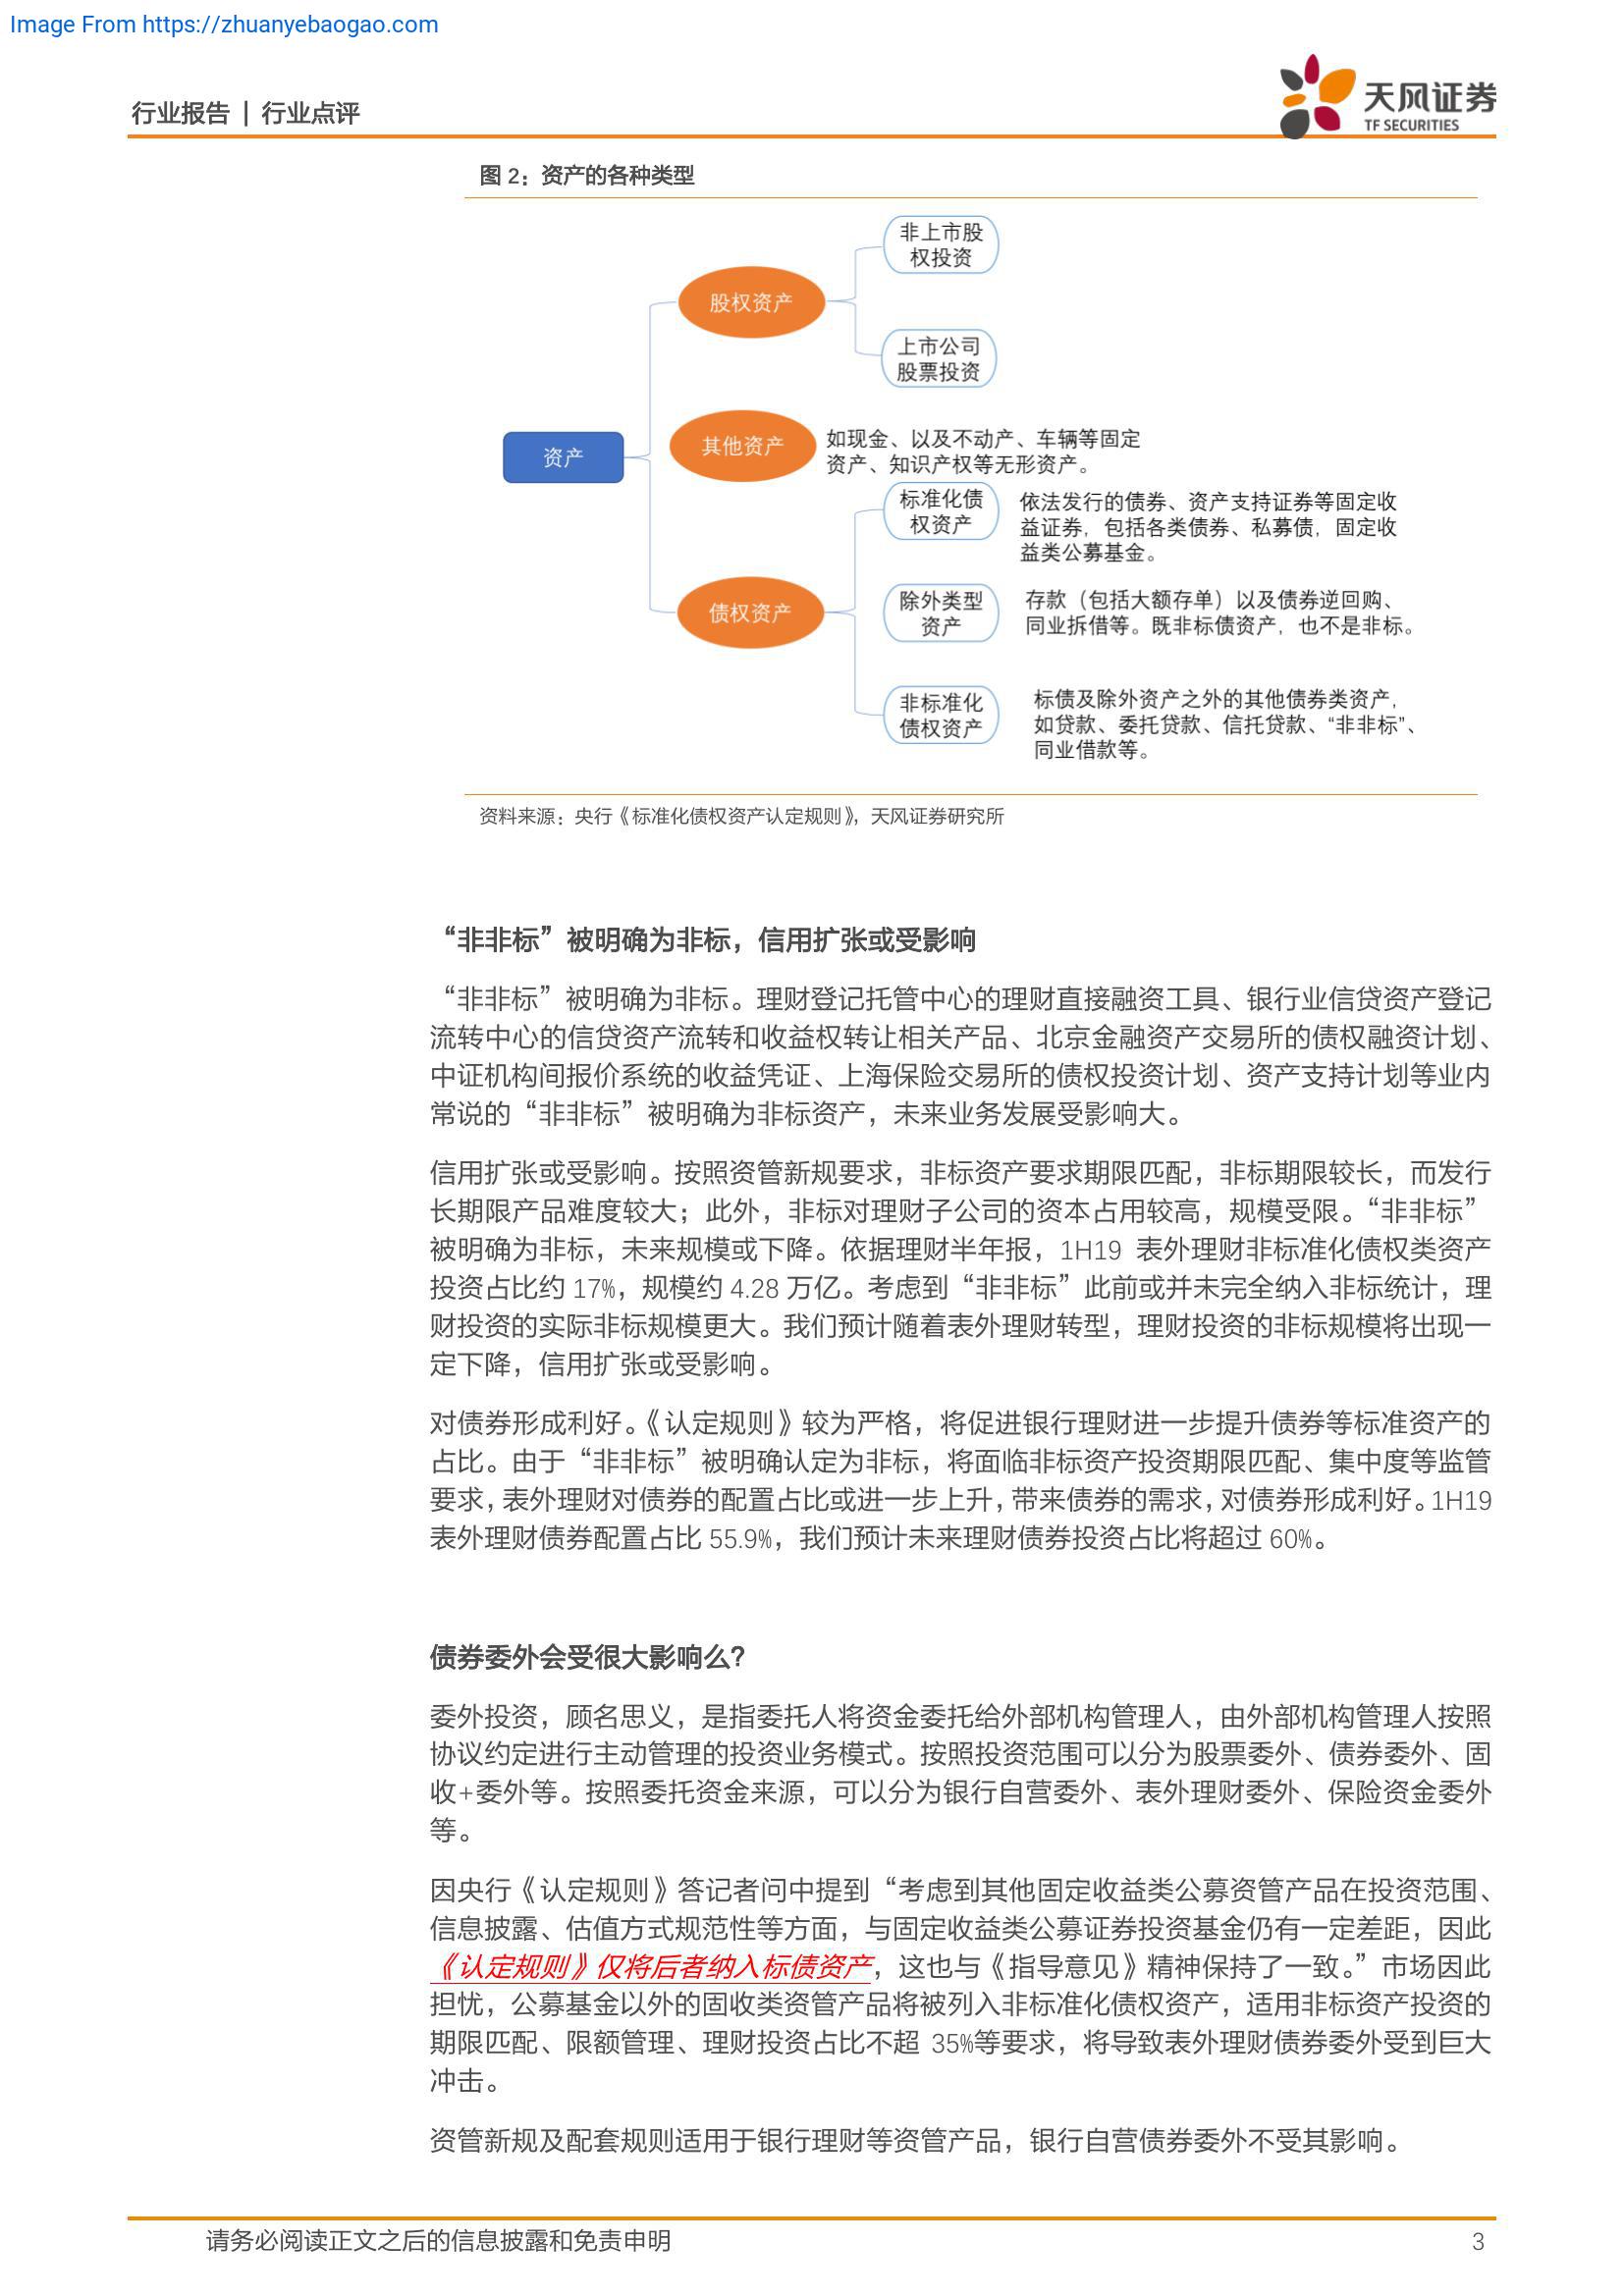 Image From https://zhuanyebaogao.com
行业报告 | 行业点评
天风证券
TF SECURITIES
图 2：资产的各种类型
非上市股
权投资
股权资产
上市公司
股票投资
资产
其他资产
如现金、以及不动产、车辆等固定
资产、知识产权等无形资产。
标准化债
权资产
依法发行的债券、资产支持证券等固定收
益证券，包括各类债券、私募债，固定收
益类公募基金。
债权资产
除外类型
资产
存款（包括大额存单）以及债券逆回购、
同业拆借等。既非标债资产，也不是非标。
非标准化
债权资产
标债及除外资产之外的其他债券类资产，
如贷款、委托贷款、信托贷款、“非非标”、
同业借款等。
资料来源：央行《标准化债权资产认定规则》，天风证券研究所
“非非标”被明确为非标，信用扩张或受影响
“非非标”被明确为非标。理财登记托管中心的理财直接融资工具、银行业信贷资产登记
流转中心的信贷资产流转和收益权转让相关产品、北京金融资产交易所的债权融资计划、
中证机构间报价系统的收益凭证、上海保险交易所的债权投资计划、资产支持计划等业内
常说的“非非标”被明确为非标资产，未来业务发展受影响大。
信用扩张或受影响。按照资管新规要求，非标资产要求期限匹配，非标期限较长，而发行
长期限产品难度较大；此外，非标对理财子公司的资本占用较高，规模受限。“非非标”
被明确为非标，未来规模或下降。依据理财半年报，1H19 表外理财非标准化债权类资产
投资占比约 17%，规模约 4.28 万亿。考虑到“非非标”此前或并未完全纳入非标统计，理
财投资的实际非标规模更大。我们预计随着表外理财转型，理财投资的非标规模将出现一
定下降，信用扩张或受影响。
对债券形成利好。《认定规则》较为严格，将促进银行理财进一步提升债券等标准资产的
占比。由于“非非标”被明确认定为非标，将面临非标资产投资期限匹配、集中度等监管
要求，表外理财对债券的配置占比或进一步上升，带来债券的需求，对债券形成利好。1H19
表外理财债券配置占比 55.9%，我们预计未来理财债券投资占比将超过 60%。
债券委外会受很大影响么？
委外投资，顾名思义，是指委托人将资金委托给外部机构管理人，由外部机构管理人按照
协议约定进行主动管理的投资业务模式。按照投资范围可以分为股票委外、债券委外、固
收+委外等。按照委托资金来源，可以分为银行自营委外、表外理财委外、保险资金委外
等。
因央行《认定规则》答记者问中提到“考虑到其他固定收益类公募资管产品在投资范围、
信息披露、估值方式规范性等方面，与固定收益类公募证券投资基金仍有一定差距，因此
《认定规则》仅将后者纳入标债资产，这也与《指导意见》精神保持了一致。”市场因此
担忧，公募基金以外的固收类资管产品将被列入非标准化债权资产，适用非标资产投资的
期限匹配、限额管理、理财投资占比不超 35%等要求，将导致表外理财债券委外受到巨大
冲击。
资管新规及配套规则适用于银行理财等资管产品，银行自营债券委外不受其影响。
请务必阅读正文之后的信息披露和免责申明
3